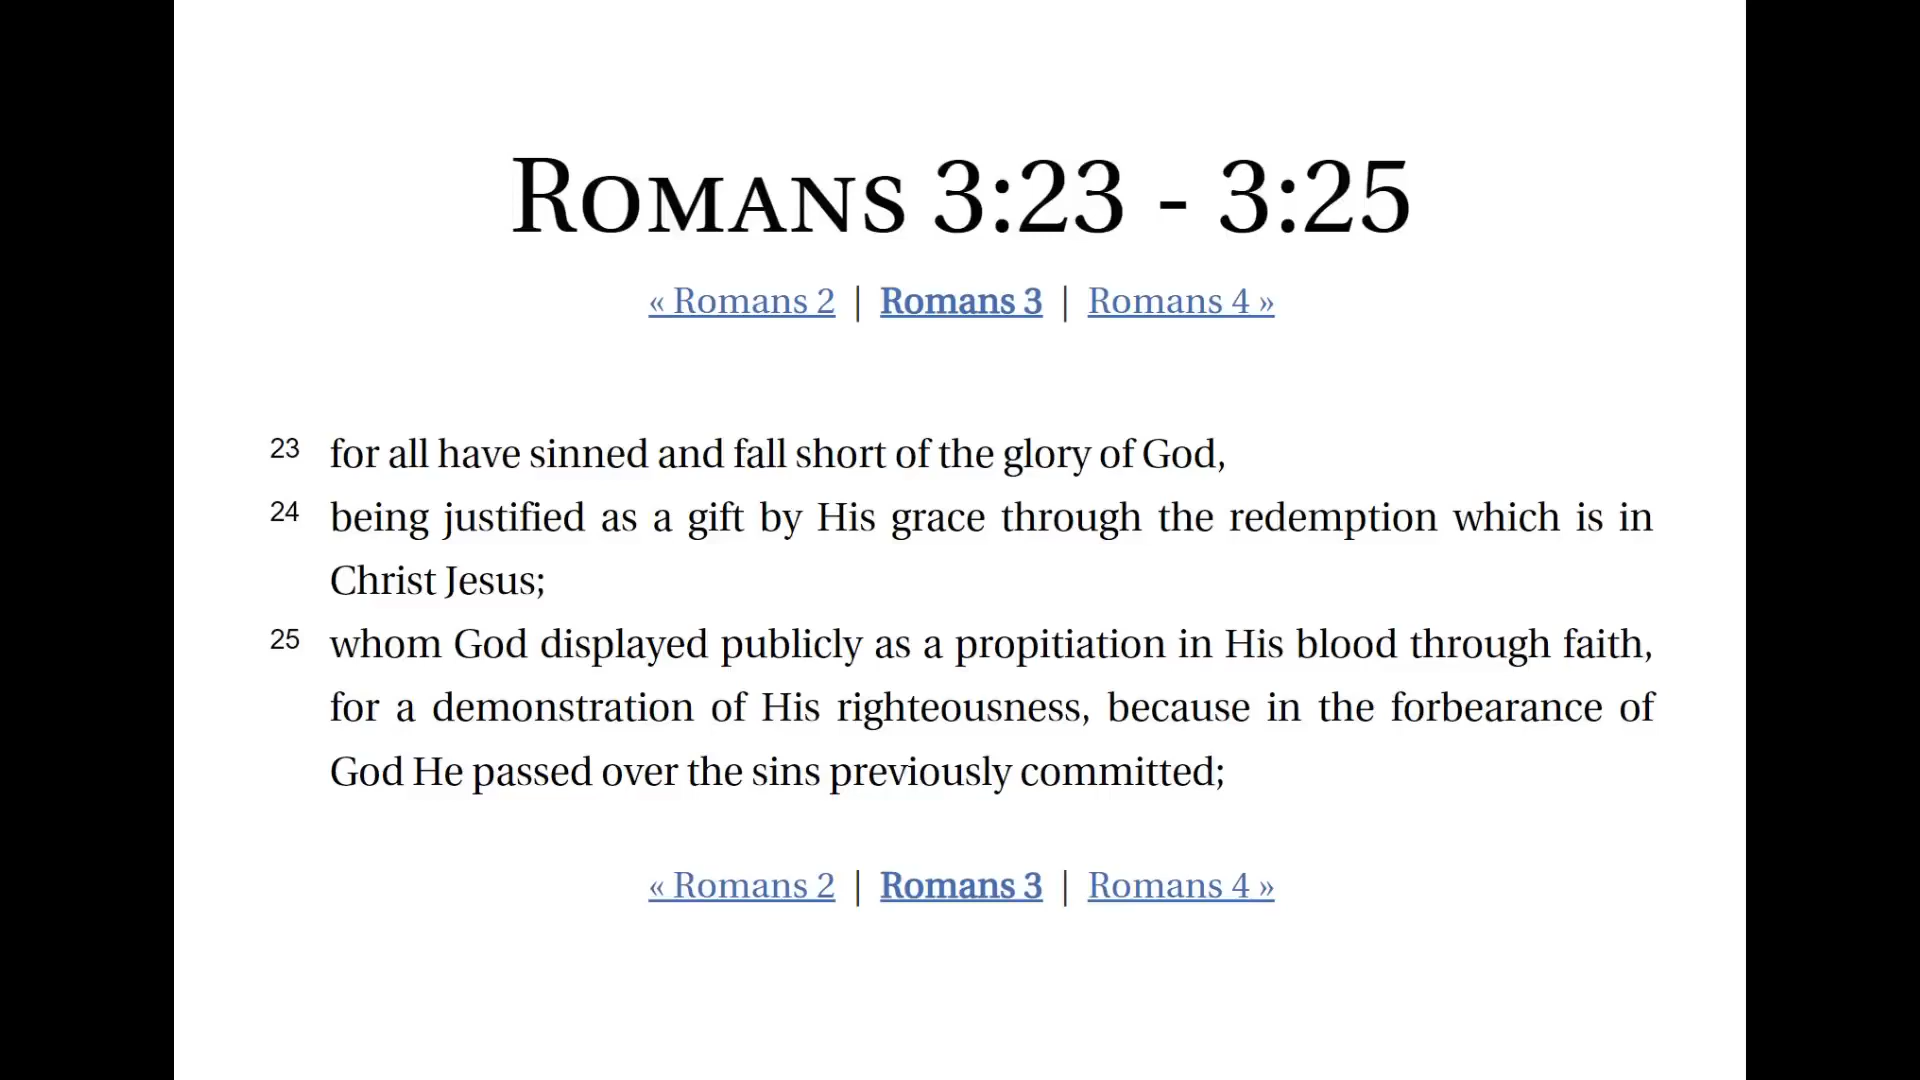 Romans 3:23 - 3:25
« Romans 2 | Romans 3 | Romans 4 »
23 for all have sinned and fall short of the glory of God,
24 being justified as a gift by His grace through the redemption which is in
Christ Jesus;
25 whom God displayed publicly as a propitiation in His blood through faith,
for a demonstration of His righteousness, because in the forbearance of
God He passed over the sins previously committed;
« Romans 2 | Romans 3 | Romans 4 »